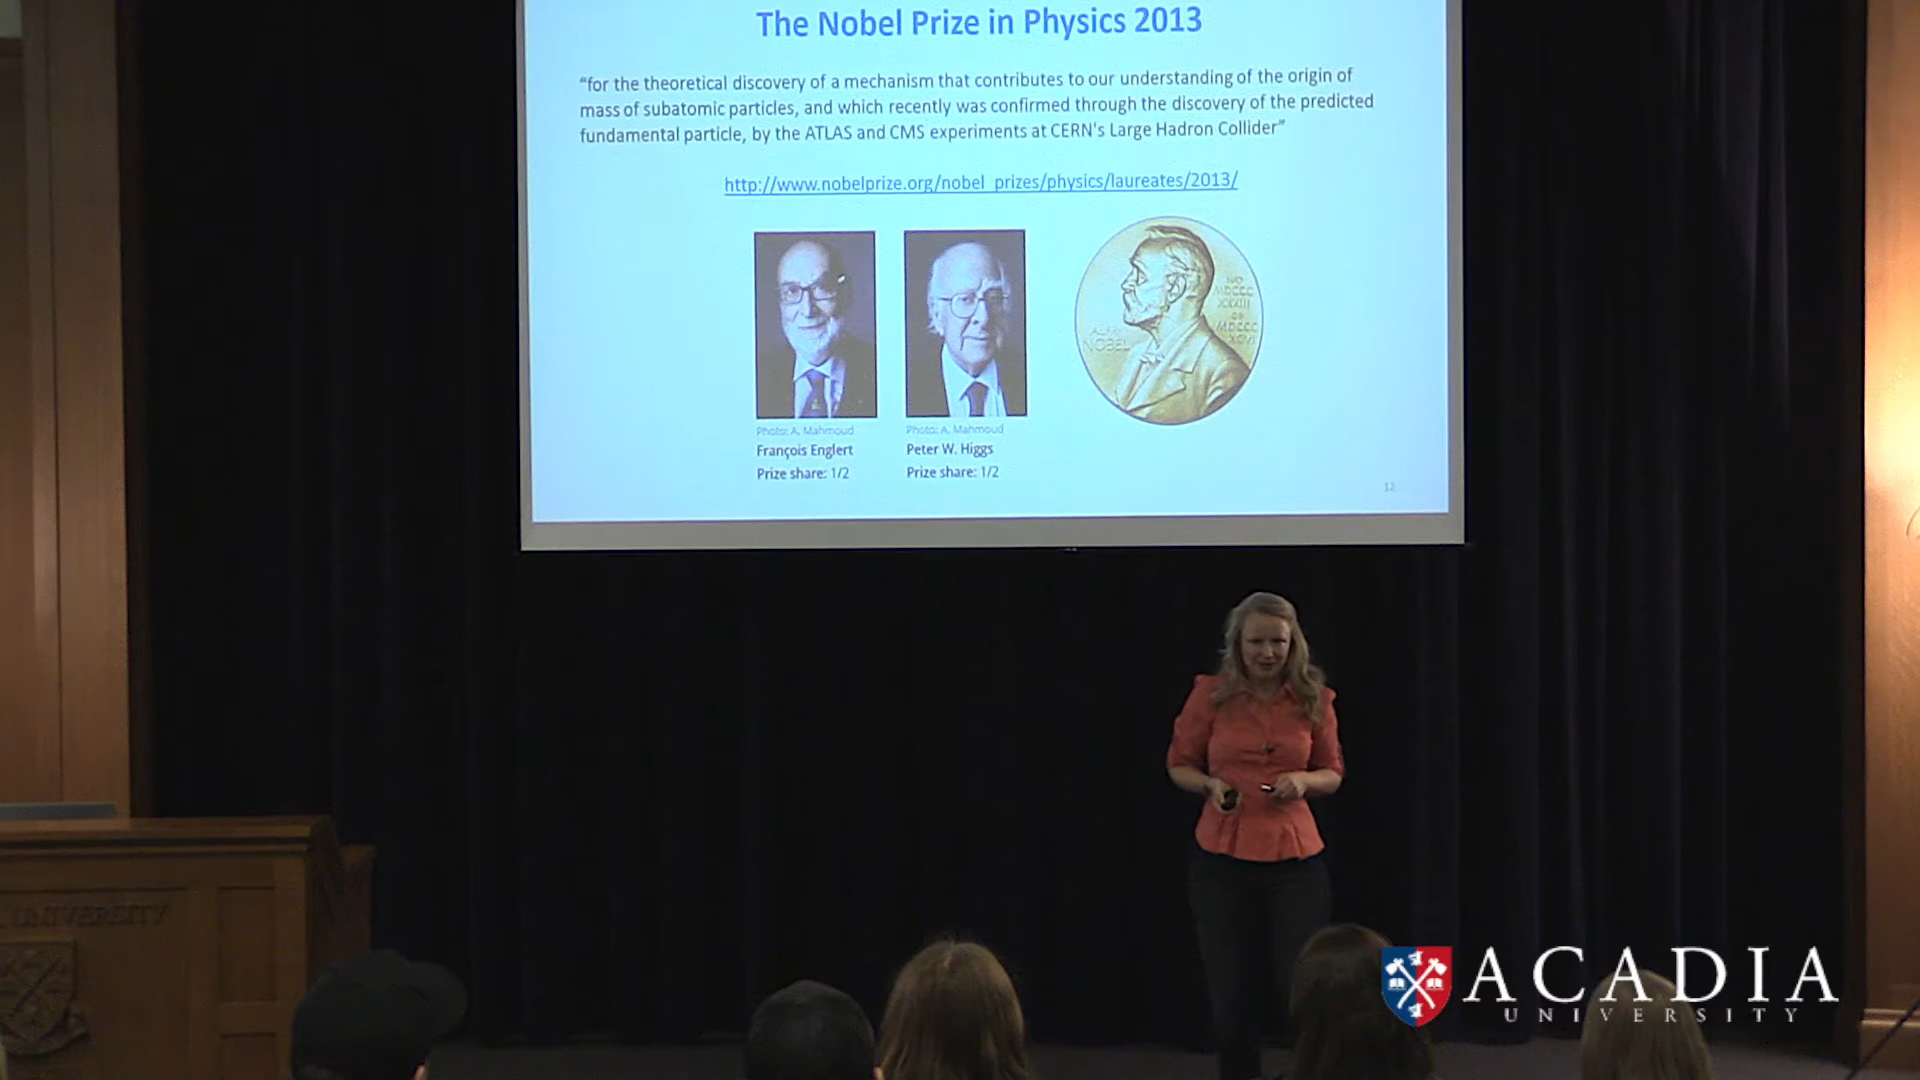 The Nobel Prize in Physics 2013
“for the theoretical discovery of a mechanism that contributes to our understanding of the origin of
mass of subatomic particles, and which recently was confirmed through the discovery of the predicted
fundamental particle, by the ATLAS and CMS experiments at CERN's Large Hadron Collider”
http://www.nobelprize.org/nobel_prizes/physics/laureates/2013/
NOBEL
Photo: A. Mahmoud
François Englert
Prize share: 1/2
Photo: A. Mahmoud
Peter W. Higgs
Prize share: 1/2
12
UNIVERSITY
ACADIA
UNIVERSITY